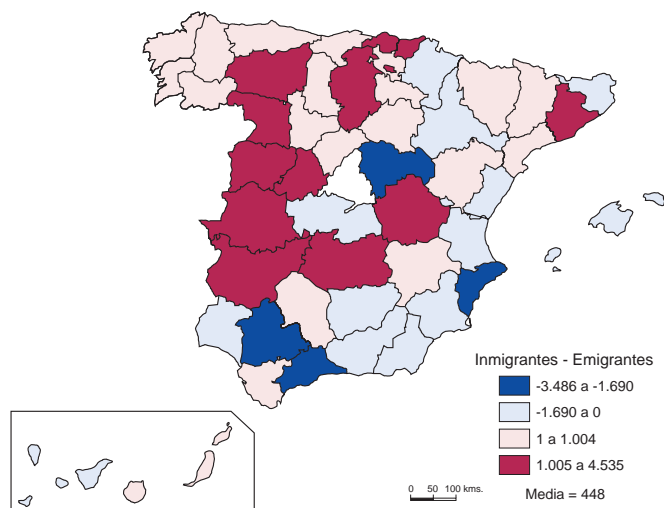 Inmigrantes - Emigrantes
-3.486 a -1.690
-1.690 a 0
1 a 1.004
1.005 a 4.535
0 50 100 kms.
Media = 448